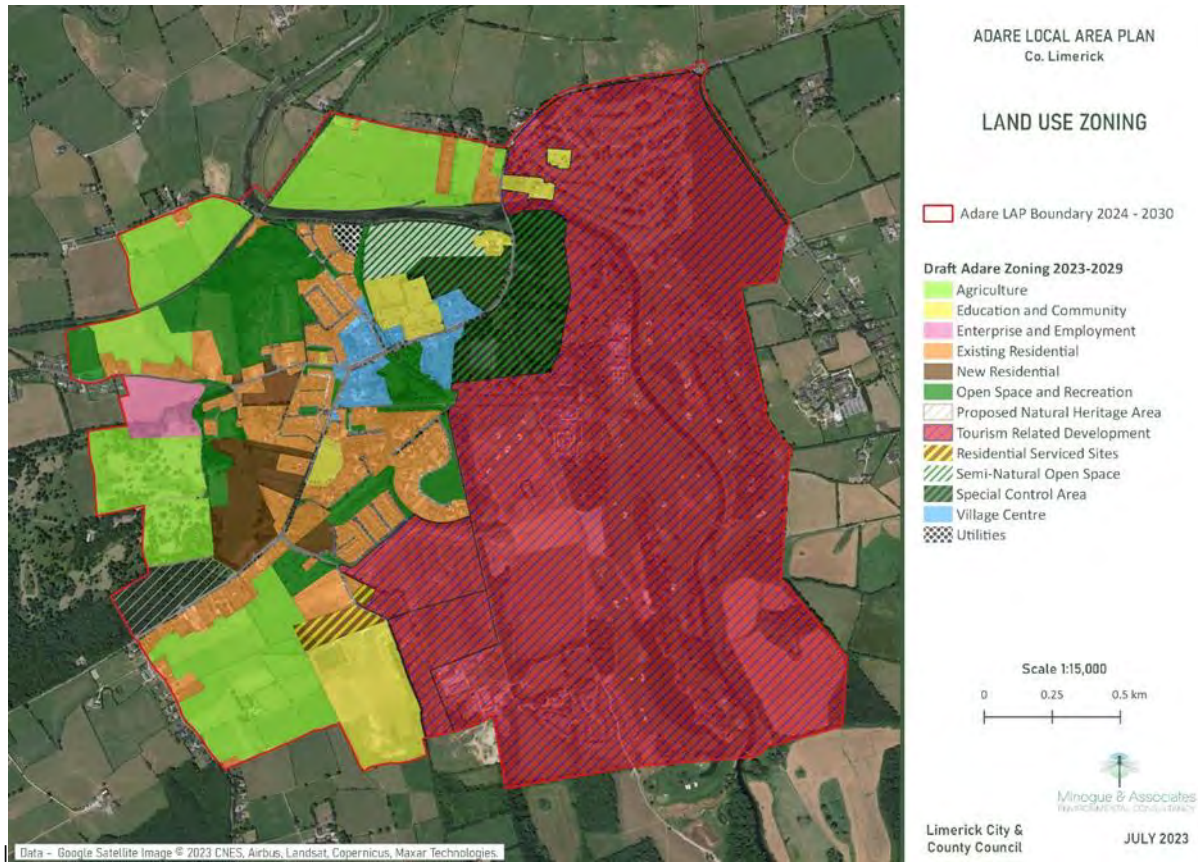 ADARE LOCAL AREA PLAN
Co. Limerick
LAND USE ZONING
Adare LAP Boundary 2024 - 2030
Draft Adare Zoning 2023-2029
Agriculture
Education and Community
Enterprise and Employment
Existing Residential
New Residential
Open Space and Recreation
Proposed Natural Heritage Area
Tourism Related Development
Residential Serviced Sites
Semi-Natural Open Space
Special Control Area
Village Centre
Utilities
Scale 1:15,000
0 0.25 0.5 km
Minogue & Associates
ENVIRONMENTAL CONSULTANCY
Limerick City &
County Council
JULY 2023
Data - Google Satellite Image © 2023 CNES, Airbus, Landsat, Copernicus, Maxar Technologies.